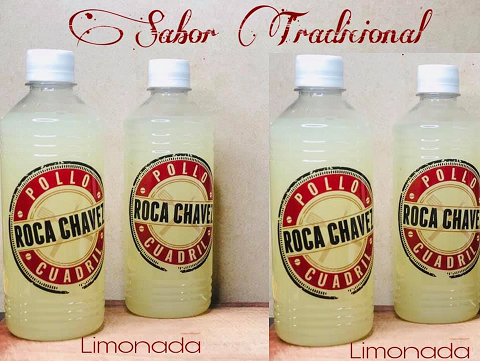 Sabor Tradicional
POLLO
ROCA CHAVEZ
CUADRIL
POLLO
ROCA CHAVEZ
CUADRIL
POLLO
ROCA CHAVEZ
CUADRIL
POLLO
ROCA CHAVE
CUADRIL
Limonada
Limonada